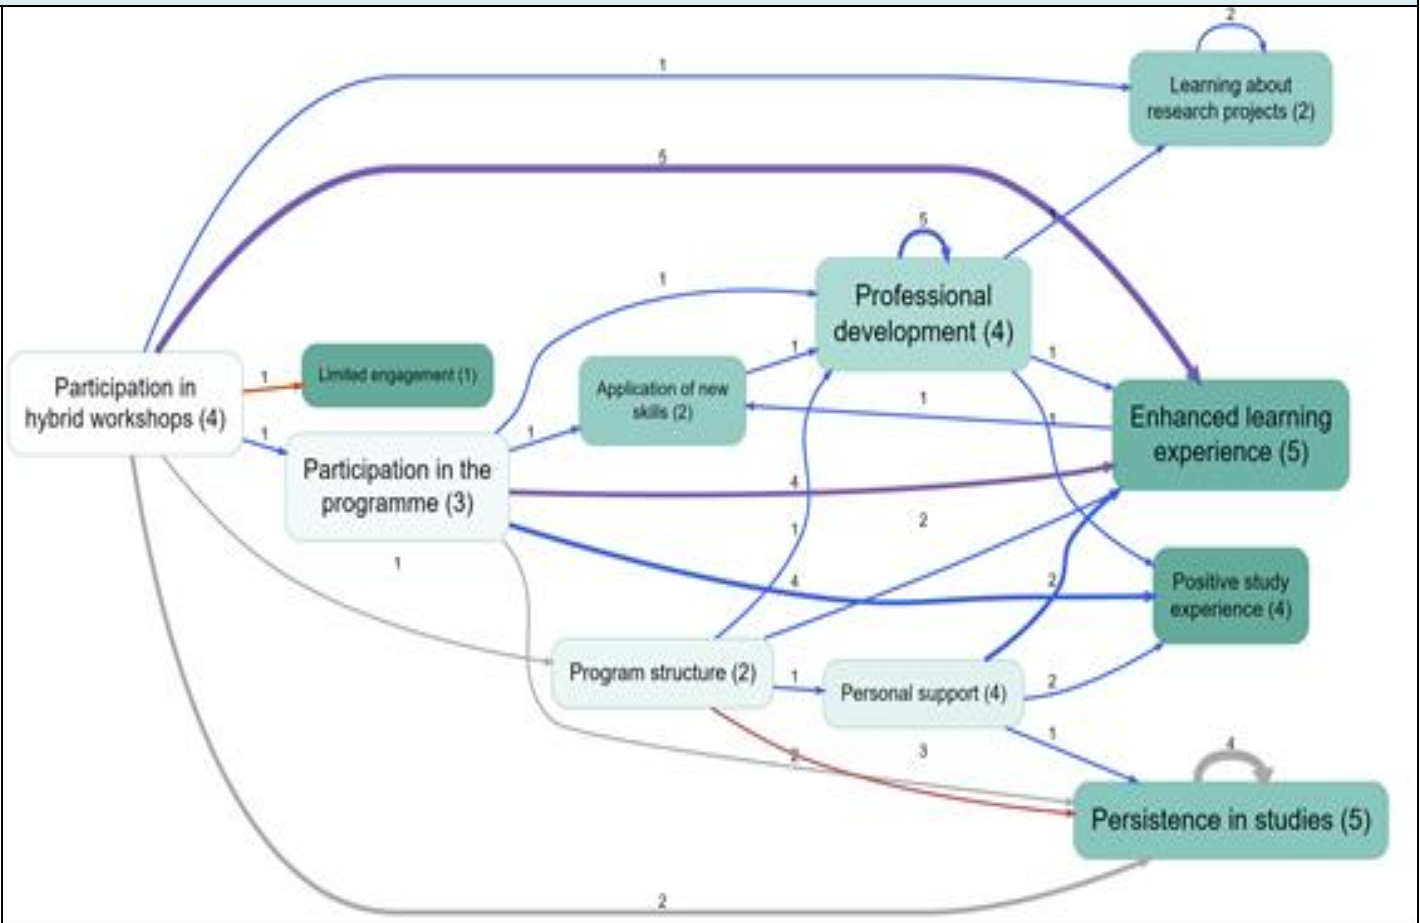 2
Learning about
research projects (2)
1
5
5
Professional
development (4)
1
1
1
Limited engagement (1)
Participation in
hybrid workshops (4)
1
1
Application of new
skills (2)
1
1
Enhanced learning
experience (5)
1
Participation in the
programme (3)
4
2
1
1
4
2
Positive study
experience (4)
Program structure (2)
1
Personal support (4)
2
1
2
3
4
Persistence in studies (5)
2